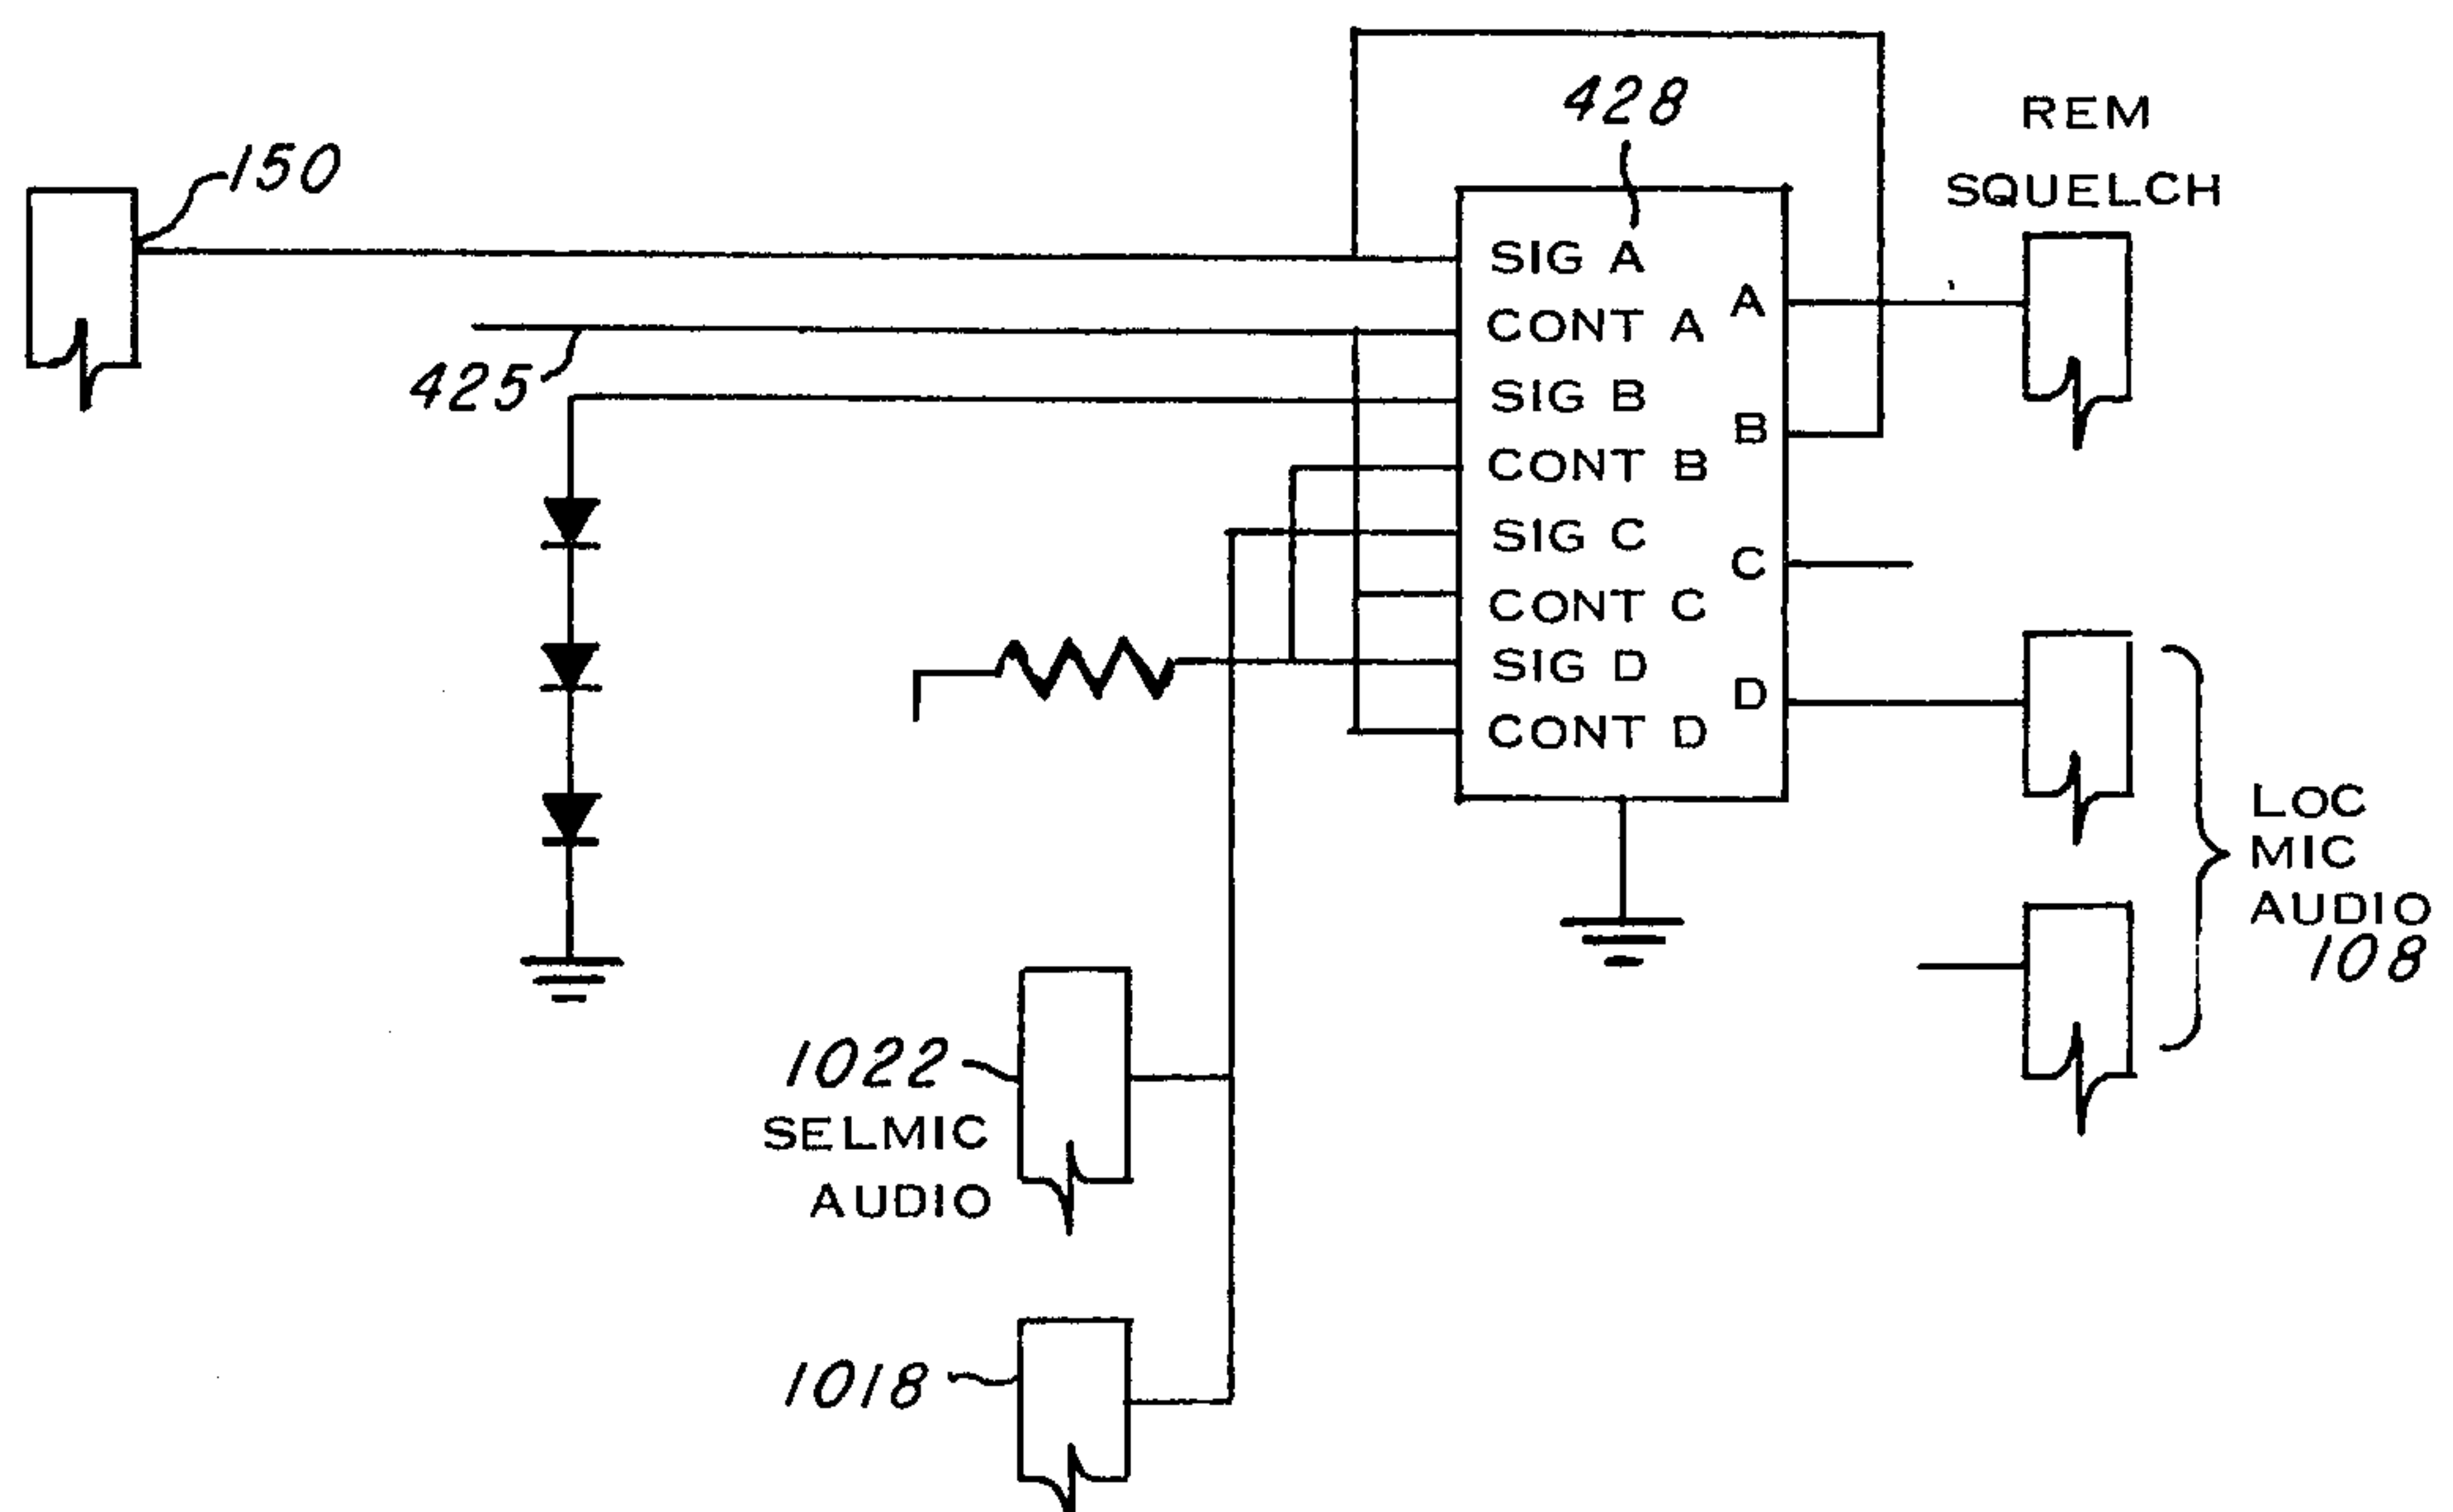 428
REM
SQUELCH
150
SIG A
A
CONT A
425
SIG B
B
CONT B
SIG C
C
CONT C
SIG D
D
CONT D
LOC
MIC
AUDIO
108
1022
SELMIC
AUDIO
1018